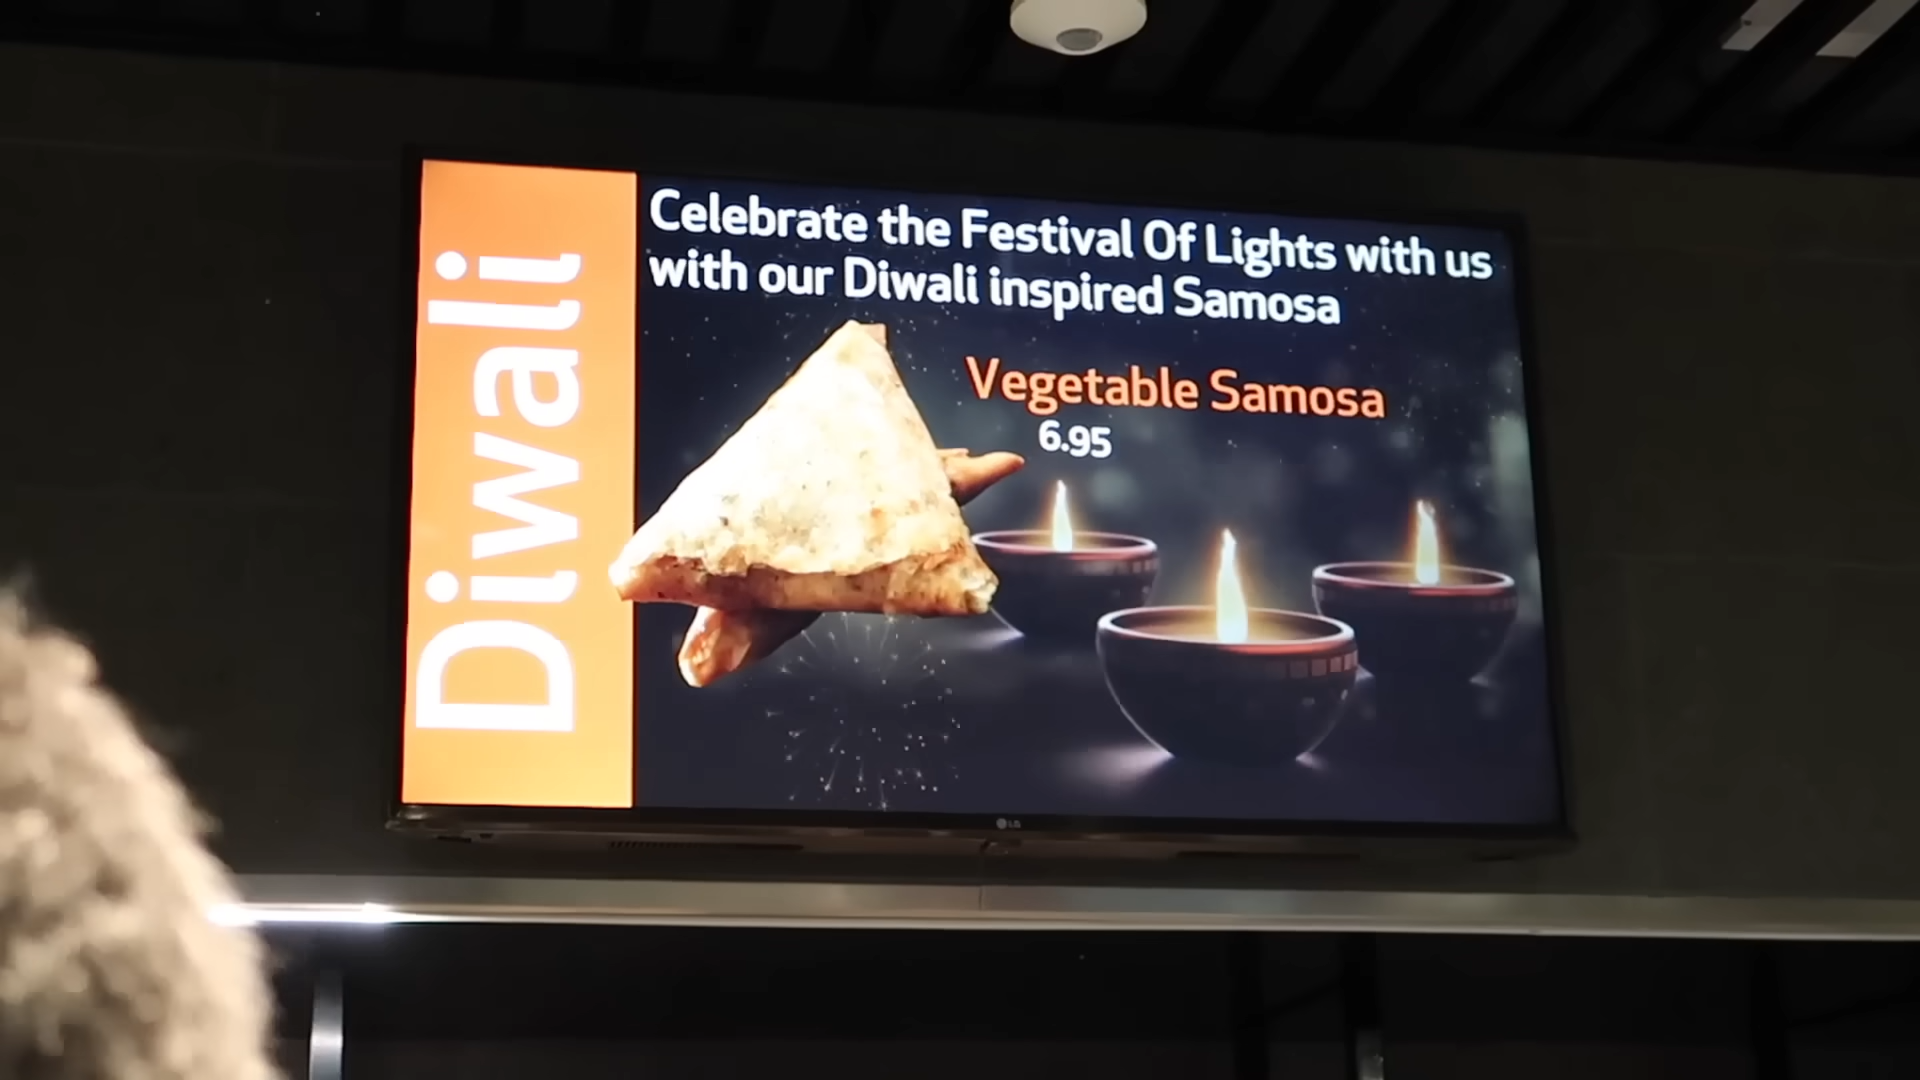 Diwali
Celebrate the Festival Of Lights with us
with our Diwali inspired Samosa
Vegetable Samosa
6.95
LG